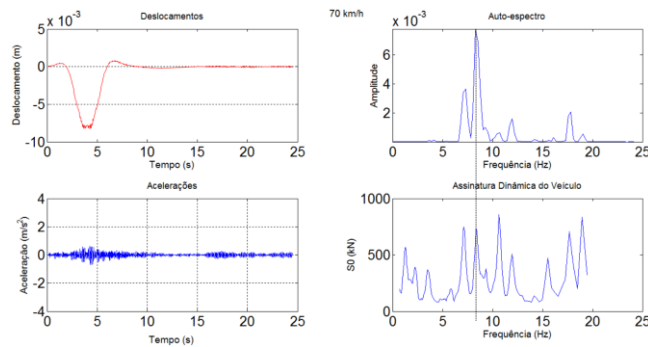 70 km/h
x 10⁻³
Deslocamentos
5
0
-5
-10
Deslocamento (m)
0
5
10
15
20
25
Tempo (s)
x 10⁻³
Auto-espectro
6
4
2
Amplitude
0
5
10
15
20
25
Frequência (Hz)
Acelerações
4
2
0
-2
-4
Aceleração (m/s²)
0
5
10
15
20
25
Tempo (s)
Assinatura Dinâmica do Veículo
1000
500
0
S0 (kN)
0
5
10
15
20
25
Frequência (Hz)